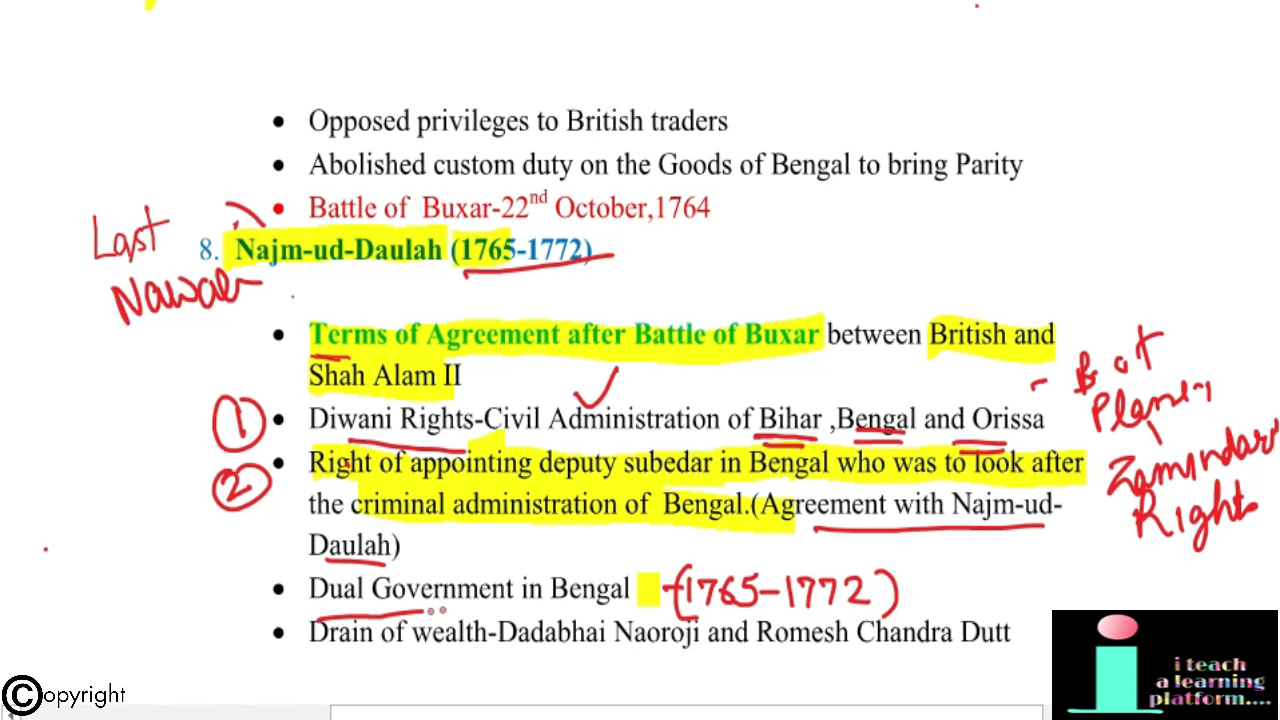 • Opposed privileges to British traders
• Abolished custom duty on the Goods of Bengal to bring Parity
• Battle of Buxar-22nd October,1764
Last
8. Najm-ud-Daulah (1765-1772)
Nawab
• Terms of Agreement after Battle of Buxar between British and
Shah Alam II
B of
Plassey
① • Diwani Rights-Civil Administration of Bihar ,Bengal and Orissa
② • Right of appointing deputy subedar in Bengal who was to look after
the criminal administration of Bengal.(Agreement with Najm-ud-
Daulah)
Zamindari
Right
• Dual Government in Bengal (1765-1772)
• Drain of wealth-Dadabhai Naoroji and Romesh Chandra Dutt
i teach
a learning
platform....
©opyright